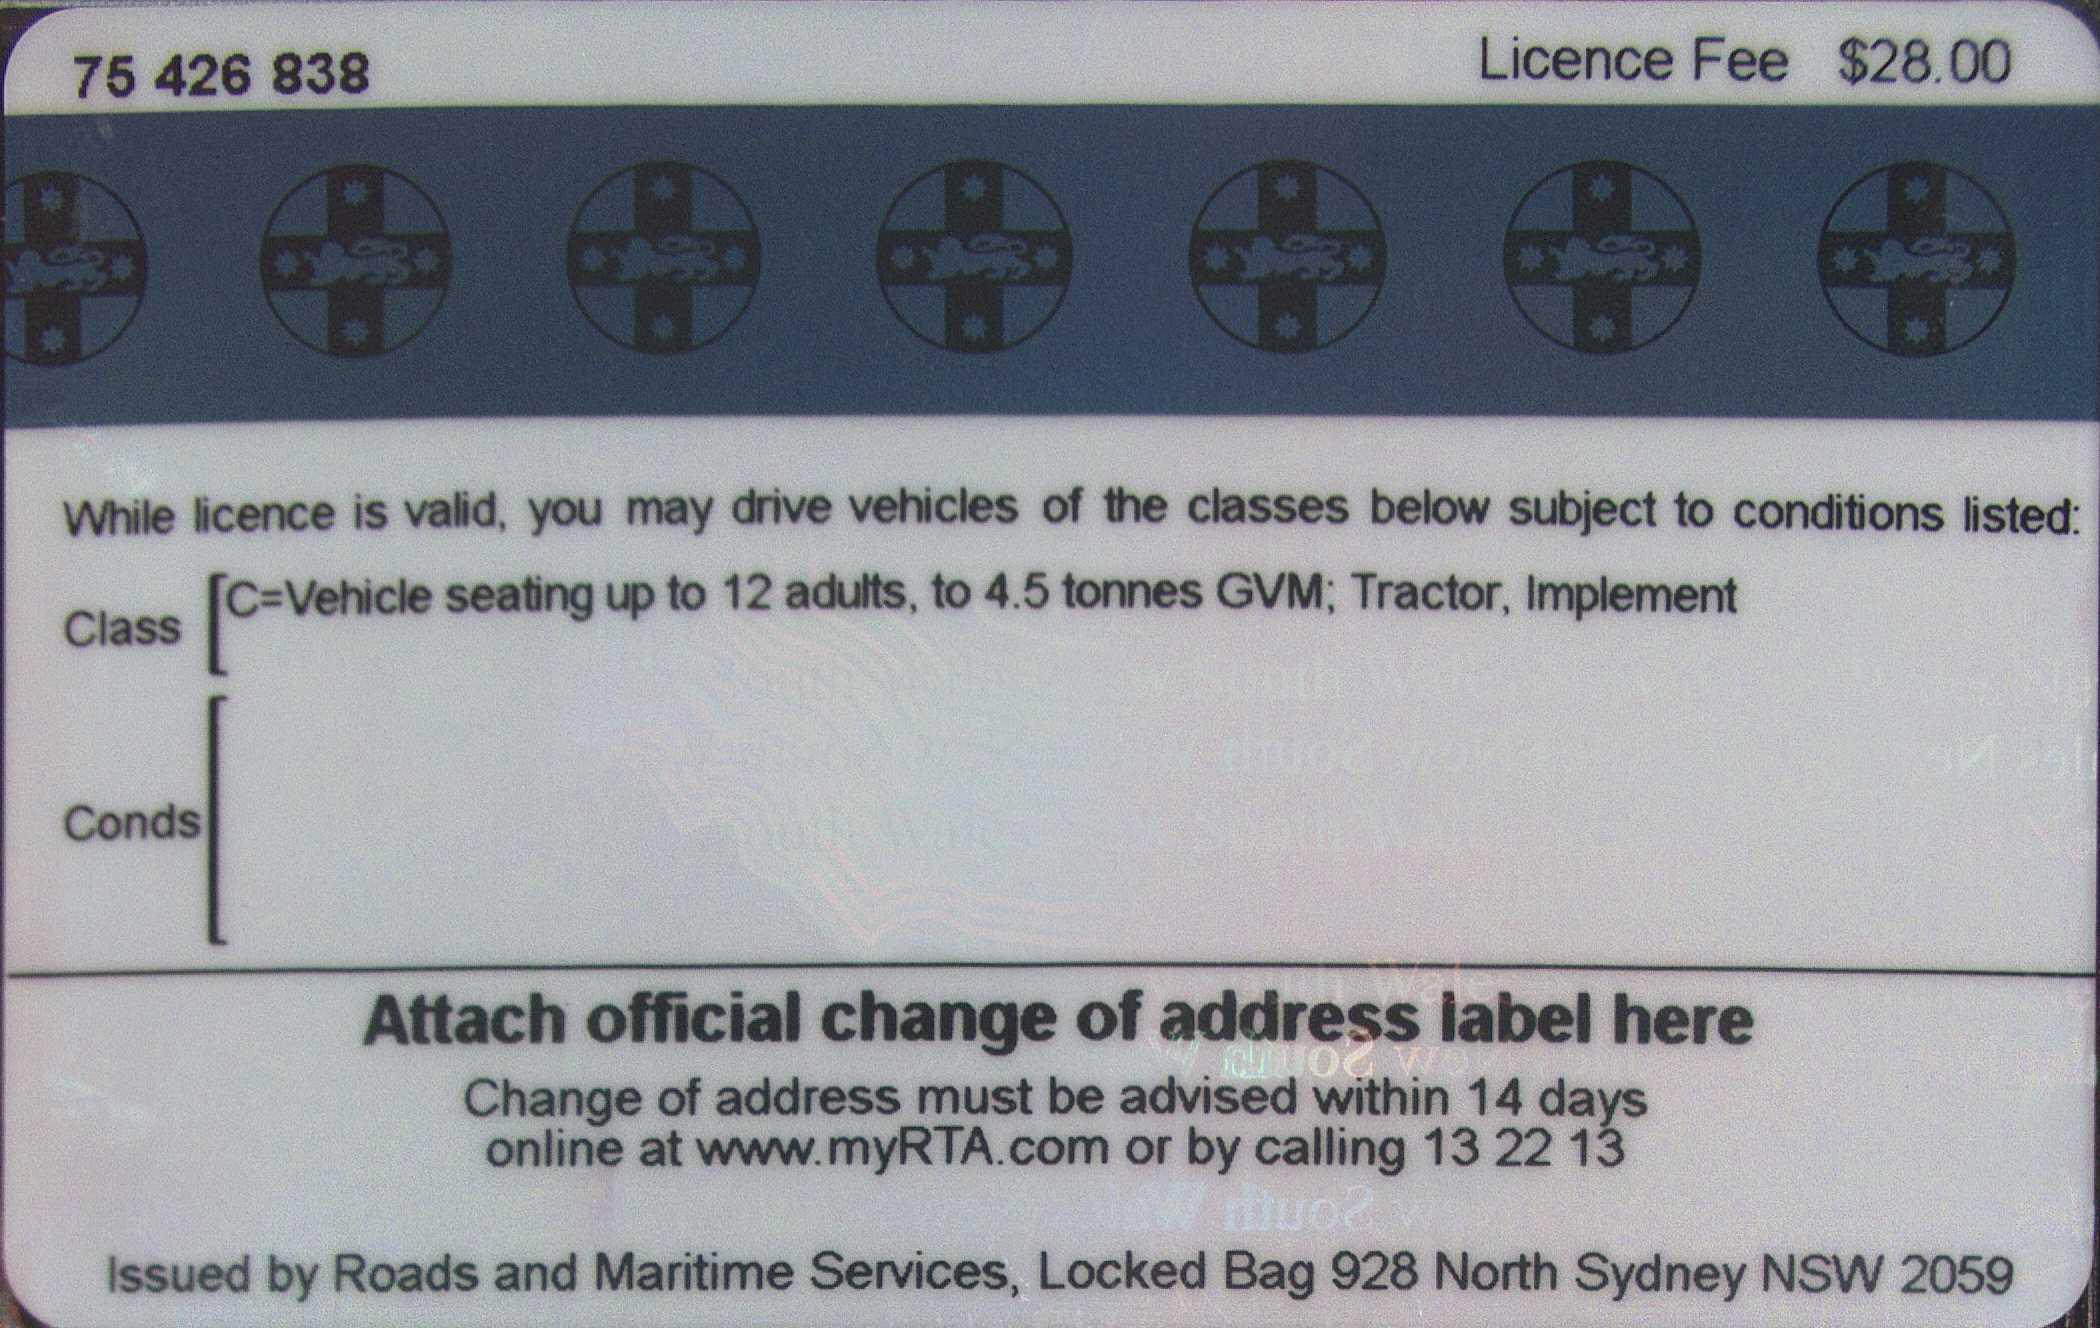 75 426 838 Licence Fee $28.00
While licence is valid, you may drive vehicles of the classes below subject to conditions listed:
Class [C=Vehicle seating up to 12 adults, to 4.5 tonnes GVM; Tractor, Implement
Conds [
Attach official change of address label here
Change of address must be advised within 14 days
online at www.myRTA.com or by calling 13 22 13
Issued by Roads and Maritime Services, Locked Bag 928 North Sydney NSW 2059